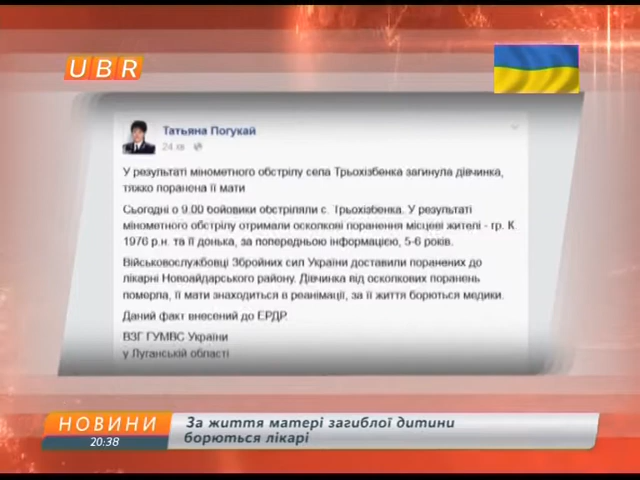 UBR
Татьяна Погукай
24 хв
У результаті мінометного обстрілу села Трьохізбенка загинула дівчинка,
тяжко поранена її мати
Сьогодні о 9.00 бойовики обстріляли с. Трьохізбенка. У результаті
мінометного обстрілу отримали осколкові поранення місцеві жителі - гр. К
1976 р.н. та її донька, за попередньою інформацією, 5-6 років.
Військовослужбовці Збройних сил України доставили поранених до
лікарні Новоайдарського району. Дівчинка від осколкових поранень
померла, її мати знаходиться в реанімації, за її життя борються медики.
Даний факт внесений до ЕРДР.
ВЗГ ГУМВС України
у Луганській області
НОВИНИ
20:38
За життя матері загиблої дитини
борються лікарі